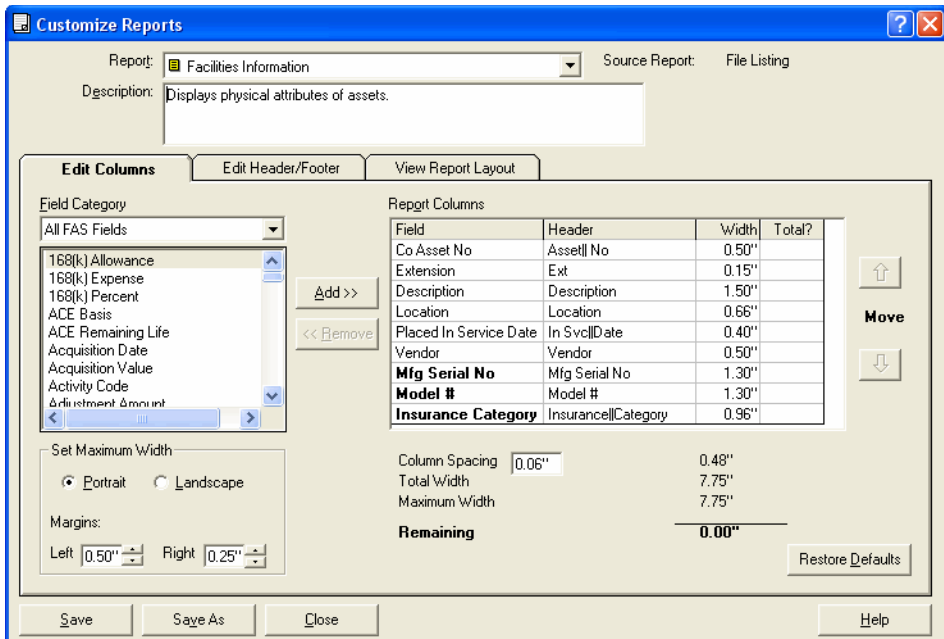 Customize Reports
Report: Facilities Information Source Report: File Listing
Description: Displays physical attributes of assets.
Edit Columns Edit Header/Footer View Report Layout
Field Category
All FAS Fields
168(k) Allowance
168(k) Expense
168(k) Percent
ACE Basis
ACE Remaining Life
Acquisition Date
Acquisition Value
Activity Code
Adjustment Amount
Add >>
<< Remove
Report Columns
Field Header Width Total?
Co Asset No Asset|| No 0.50"
Extension Ext 0.15"
Description Description 1.50"
Location Location 0.66"
Placed In Service Date In Svc||Date 0.40"
Vendor Vendor 0.50"
Mfg Serial No Mfg Serial No 1.30"
Model # Model # 1.30"
Insurance Category Insurance||Category 0.96"
Move
Set Maximum Width
Portrait Landscape
Margins:
Left 0.50" Right 0.25"
Column Spacing 0.06" 0.48"
Total Width 7.75"
Maximum Width 7.75"
Remaining 0.00"
Restore Defaults
Save Save As Close Help